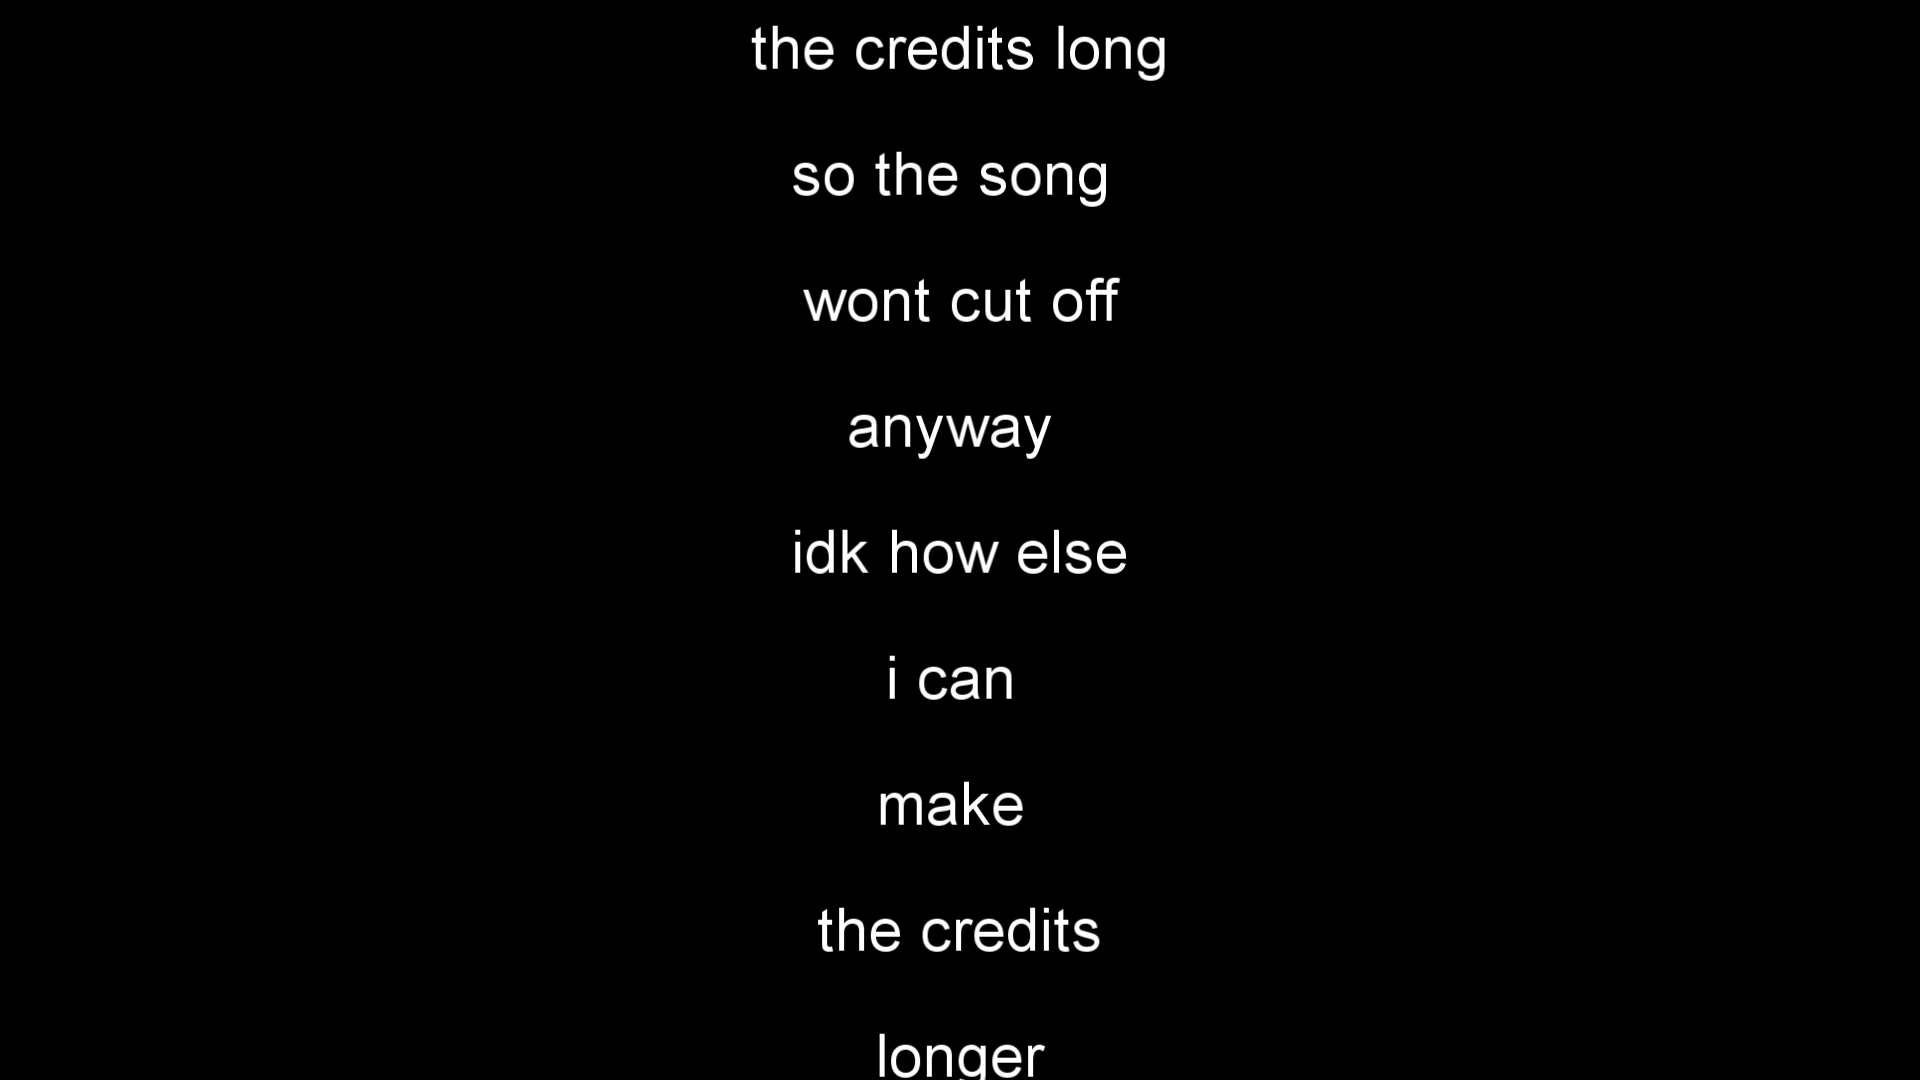 the credits long
so the song
wont cut off
anyway
idk how else
i can
make
the credits
longer